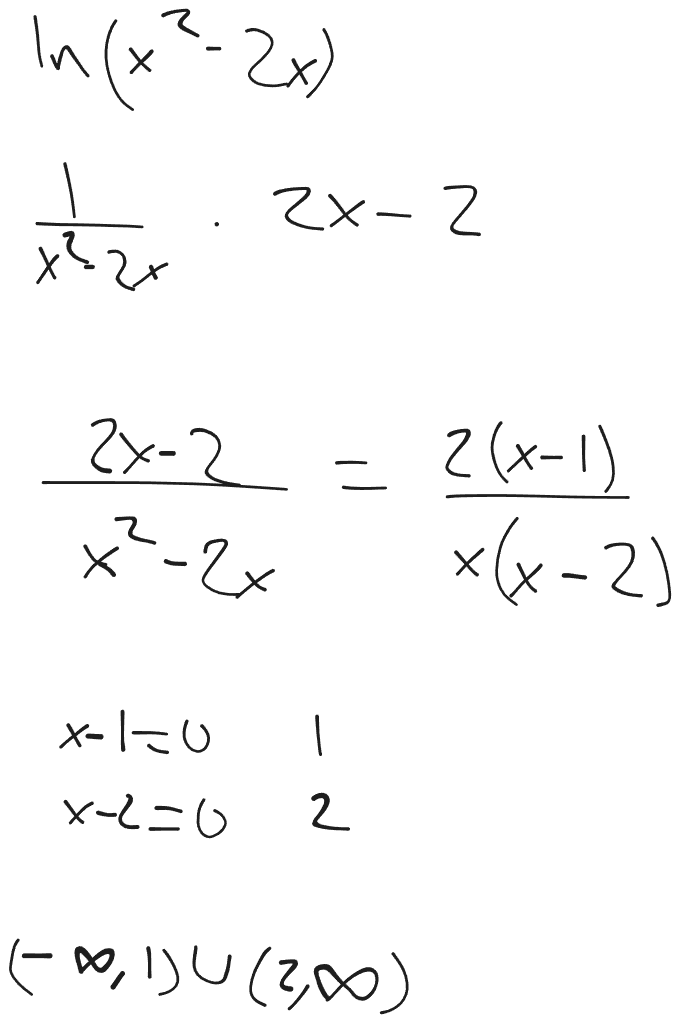 ln(x²-2x)
1/(x²-2x) · 2x-2
(2x-2)/(x²-2x) = 2(x-1)/(x(x-2))
x-1=0 1
x-2=0 2
(-∞,1)∪(2,∞)